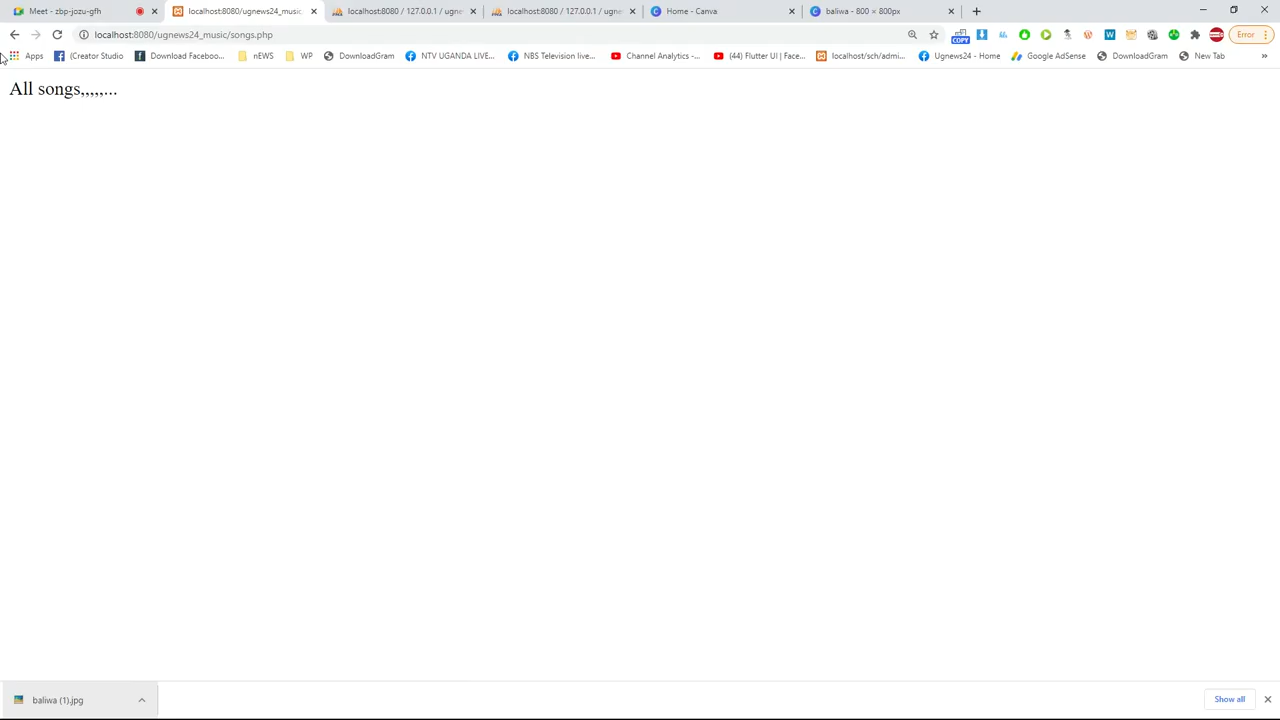 Meet - zbp-jozu-gfh
localhost:8080/ugnews24_music
localhost:8080 / 127.0.0.1 / ugne
localhost:8080 / 127.0.0.1 / ugne
Home - Canva
baliwa - 800 × 800px
localhost:8080/ugnews24_music/songs.php
COPY
Error
Apps
(Creator Studio
Download Faceboo...
nEWS
WP
DownloadGram
NTV UGANDA LIVE...
NBS Television live...
Channel Analytics -...
(44) Flutter UI | Face...
localhost/sch/admi...
Ugnews24 - Home
Google AdSense
DownloadGram
New Tab
»
All songs,,,,,...
baliwa (1).jpg
Show all